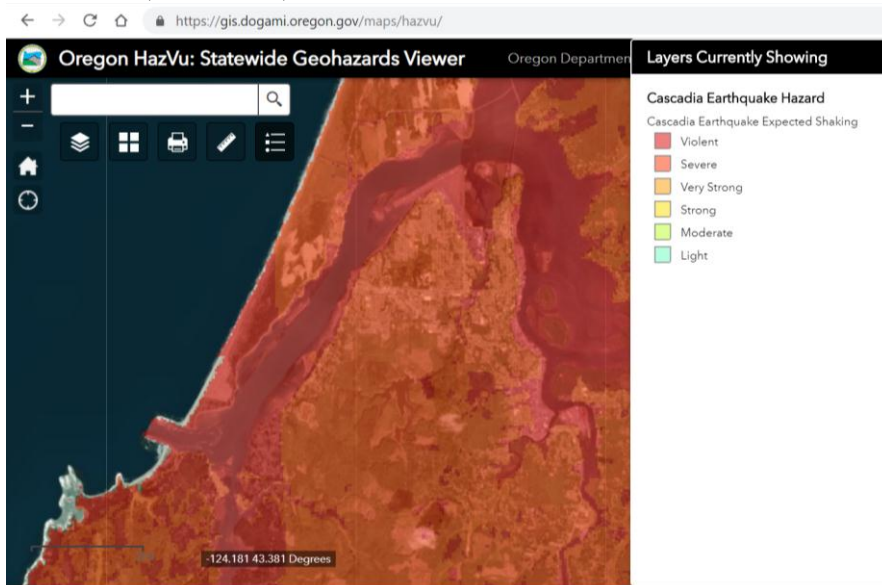 https://gis.dogami.oregon.gov/maps/hazvu/
Oregon HazVu: Statewide Geohazards Viewer
Oregon Departmen
Layers Currently Showing
Cascadia Earthquake Hazard
Cascadia Earthquake Expected Shaking
Violent
Severe
Very Strong
Strong
Moderate
Light
-124.181 43.381 Degrees